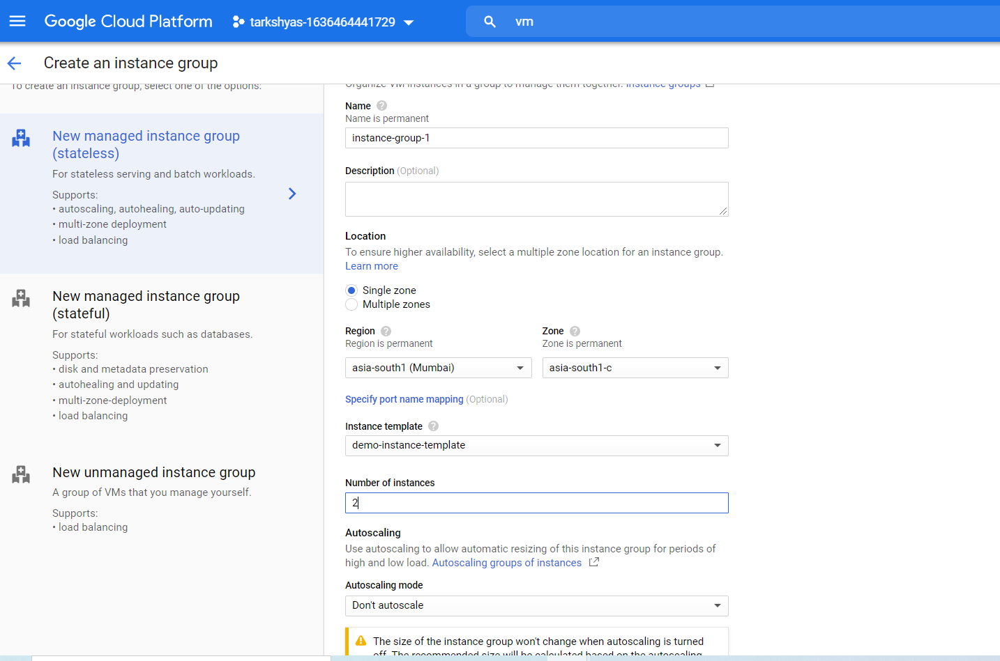 Google Cloud Platform
tarkshyas-1636464441729
vm
Create an instance group
To create an instance group, select one of the options:
New managed instance group
(stateless)
For stateless serving and batch workloads.
Supports:
• autoscaling, autohealing, auto-updating
• multi-zone deployment
• load balancing
New managed instance group
(stateful)
For stateful workloads such as databases.
Supports:
• disk and metadata preservation
• autohealing and updating
• multi-zone-deployment
• load balancing
New unmanaged instance group
A group of VMs that you manage yourself.
Supports:
• load balancing
Organize VM instances in a group to manage them together. Instance groups
Name
Name is permanent
instance-group-1
Description (Optional)
Location
To ensure higher availability, select a multiple zone location for an instance group.
Learn more
Single zone
Multiple zones
Region
Region is permanent
asia-south1 (Mumbai)
Zone
Zone is permanent
asia-south1-c
Specify port name mapping (Optional)
Instance template
demo-instance-template
Number of instances
2
Autoscaling
Use autoscaling to allow automatic resizing of this instance group for periods of
high and low load. Autoscaling groups of instances
Autoscaling mode
Don't autoscale
The size of the instance group won't change when autoscaling is turned
off. The recommended size will be calculated based on the autoscaling